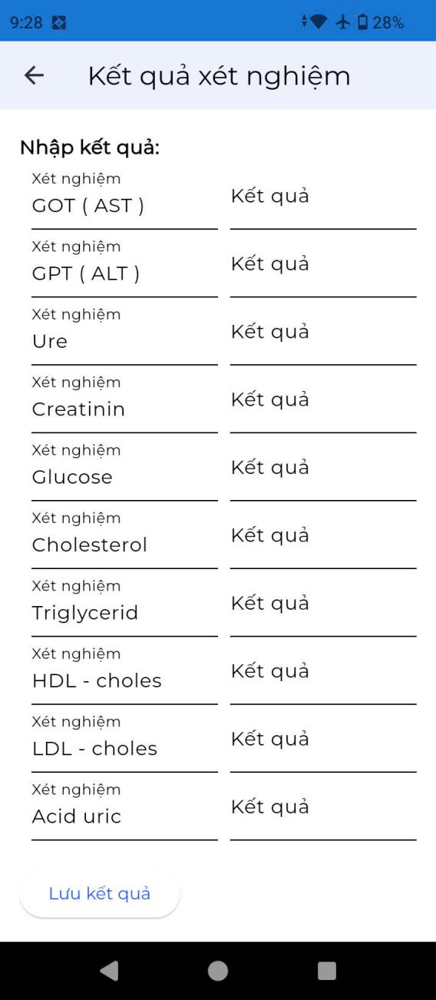 9:28
28%
Kết quả xét nghiệm
Nhập kết quả:
Xét nghiệm
GOT ( AST )
Kết quả
Xét nghiệm
GPT ( ALT )
Kết quả
Xét nghiệm
Ure
Kết quả
Xét nghiệm
Creatinin
Kết quả
Xét nghiệm
Glucose
Kết quả
Xét nghiệm
Cholesterol
Kết quả
Xét nghiệm
Triglycerid
Kết quả
Xét nghiệm
HDL - choles
Kết quả
Xét nghiệm
LDL - choles
Kết quả
Xét nghiệm
Acid uric
Kết quả
Lưu kết quả